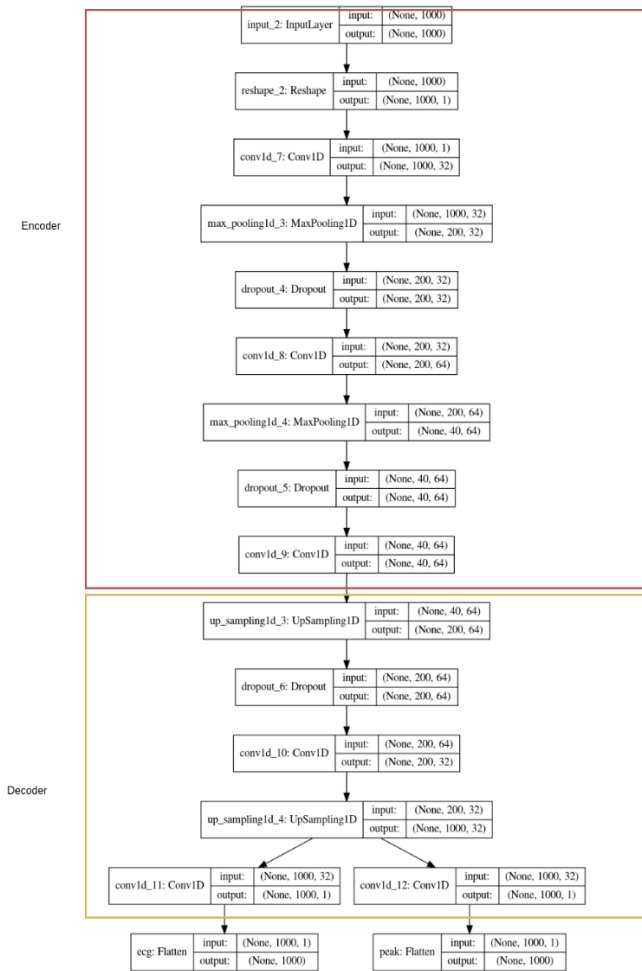 input_2: InputLayer input: (None, 1000)
output: (None, 1000)
reshape_2: Reshape input: (None, 1000)
output: (None, 1000, 1)
conv1d_7: Conv1D input: (None, 1000, 1)
output: (None, 1000, 32)
Encoder
max_pooling1d_3: MaxPooling1D input: (None, 1000, 32)
output: (None, 200, 32)
dropout_4: Dropout input: (None, 200, 32)
output: (None, 200, 32)
conv1d_8: Conv1D input: (None, 200, 32)
output: (None, 200, 64)
max_pooling1d_4: MaxPooling1D input: (None, 200, 64)
output: (None, 40, 64)
dropout_5: Dropout input: (None, 40, 64)
output: (None, 40, 64)
conv1d_9: Conv1D input: (None, 40, 64)
output: (None, 40, 64)
up_sampling1d_3: UpSampling1D input: (None, 40, 64)
output: (None, 200, 64)
dropout_6: Dropout input: (None, 200, 64)
output: (None, 200, 64)
conv1d_10: Conv1D input: (None, 200, 64)
output: (None, 200, 32)
Decoder
up_sampling1d_4: UpSampling1D input: (None, 200, 32)
output: (None, 1000, 32)
conv1d_11: Conv1D input: (None, 1000, 32)
output: (None, 1000, 1)
conv1d_12: Conv1D input: (None, 1000, 32)
output: (None, 1000, 1)
ecg: Flatten input: (None, 1000, 1)
output: (None, 1000)
peak: Flatten input: (None, 1000, 1)
output: (None, 1000)